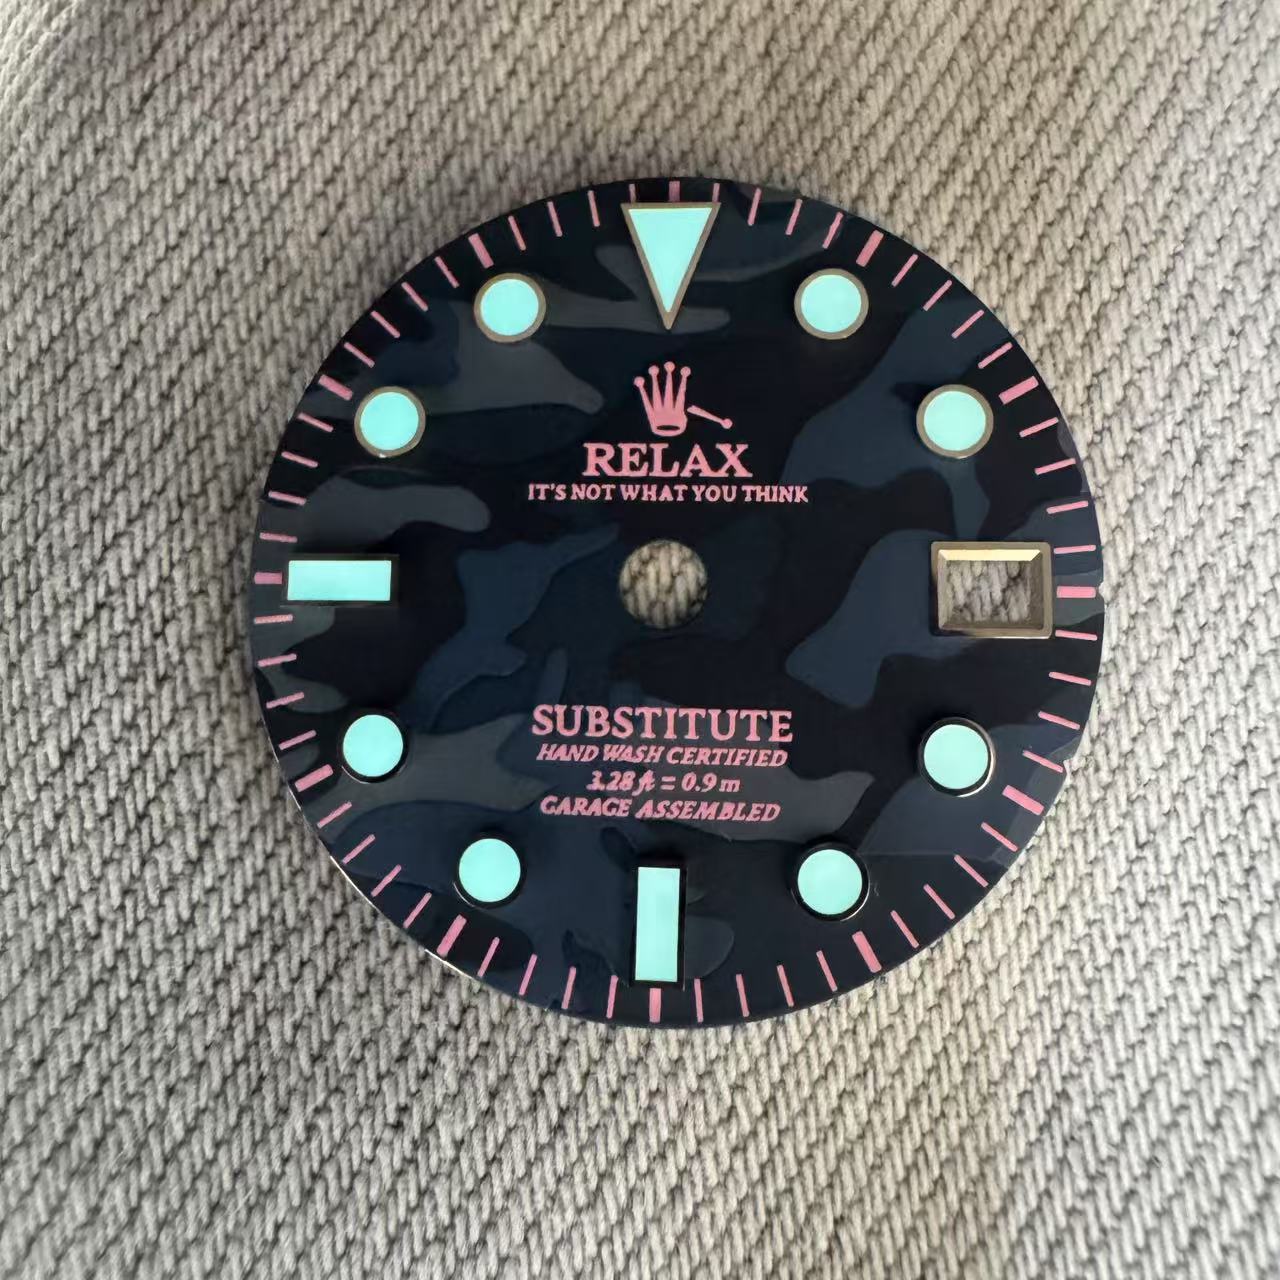 RELAX
IT'S NOT WHAT YOU THINK
SUBSTITUTE
HAND WASH CERTIFIED
3.28 ft = 0.9 m
GARAGE ASSEMBLED